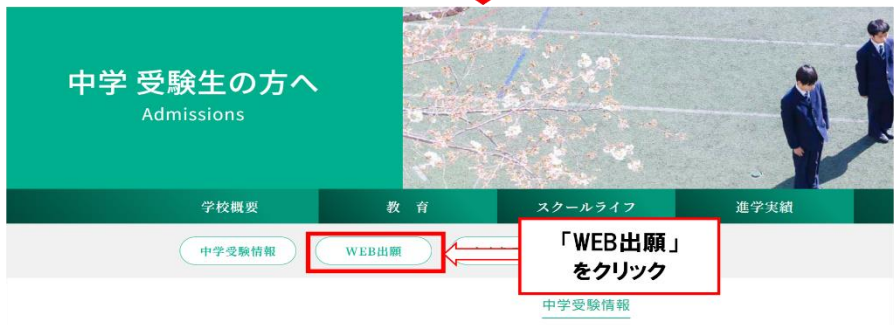 中学 受験生の方へ
Admissions
学校概要
教 育
スクールライフ
進学実績
中学受験情報
WEB出願
「WEB出願」
をクリック
中学受験情報